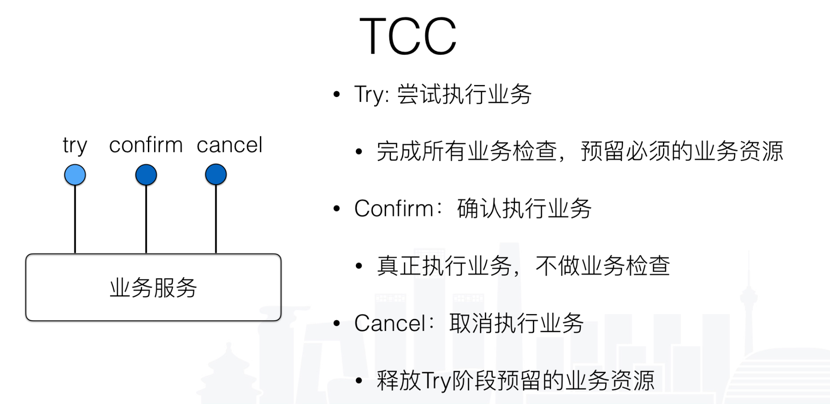 TCC
try confirm cancel
业务服务
• Try: 尝试执行业务
• 完成所有业务检查，预留必须的业务资源
• Confirm：确认执行业务
• 真正执行业务，不做业务检查
• Cancel：取消执行业务
• 释放Try阶段预留的业务资源